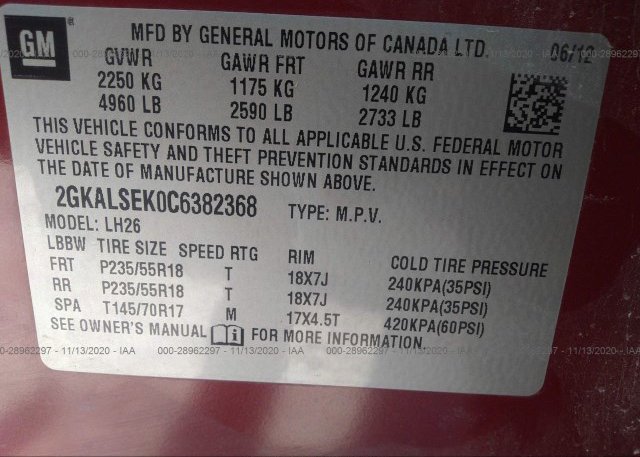 GM
MFD BY GENERAL MOTORS OF CANADA LTD. 06/12
GVWR GAWR FRT GAWR RR
2250 KG 1175 KG 1240 KG
4960 LB 2590 LB 2733 LB
THIS VEHICLE CONFORMS TO ALL APPLICABLE U.S. FEDERAL MOTOR
VEHICLE SAFETY AND THEFT PREVENTION STANDARDS IN EFFECT ON
THE DATE OF MANUFACTURE SHOWN ABOVE.
2GKALSEK0C6382368 TYPE: M.P.V.
MODEL: LH26
LBBW TIRE SIZE SPEED RTG RIM COLD TIRE PRESSURE
FRT P235/55R18 T 18X7J 240KPA(35PSI)
RR P235/55R18 T 18X7J 240KPA(35PSI)
SPA T145/70R17 M 17X4.5T 420KPA(60PSI)
SEE OWNER'S MANUAL FOR MORE INFORMATION.
000-28962297 - 11/13/2020 - IAA